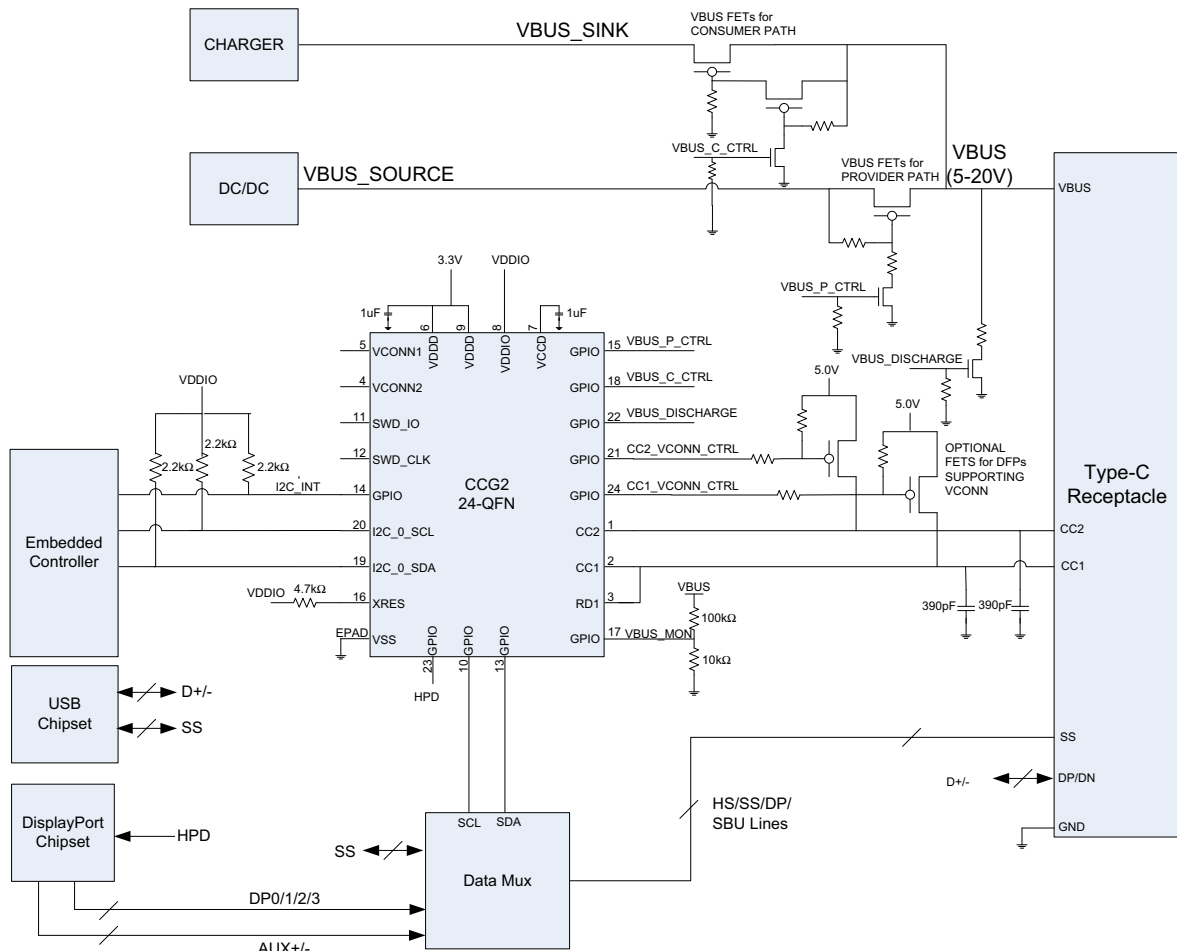 VBUS FETs for
CONSUMER PATH
CHARGER
VBUS_SINK
VBUS_C_CTRL
DC/DC
VBUS_SOURCE
VBUS FETs for
PROVIDER PATH
VBUS
(5-20V)
VBUS
VBUS_P_CTRL
VBUS_DISCHARGE
3.3V
VDDIO
1uF
1uF
6
9
8
7
VDDD
VDDD
VDDIO
VCCD
5
VCONN1
4
VCONN2
11
SWD_IO
12
SWD_CLK
14
GPIO
20
I2C_0_SCL
19
I2C_0_SDA
16
XRES
EPAD
VSS
CCG2
24-QFN
GPIO
15
VBUS_P_CTRL
GPIO
18
VBUS_C_CTRL
GPIO
22
VBUS_DISCHARGE
GPIO
21
CC2_VCONN_CTRL
GPIO
24
CC1_VCONN_CTRL
CC2
1
CC1
2
RD1
3
GPIO
17
VBUS_MON
GPIO
GPIO
GPIO
23
10
13
HPD
VDDIO
2.2kΩ
2.2kΩ
2.2kΩ
I2C_INT
VDDIO
4.7kΩ
Embedded
Controller
5.0V
5.0V
OPTIONAL
FETS for DFPs
SUPPORTING
VCONN
VBUS
100kΩ
10kΩ
390pF
390pF
Type-C
Receptacle
CC2
CC1
SS
DP/DN
GND
D+/-
USB
Chipset
D+/-
SS
DisplayPort
Chipset
HPD
SCL
SDA
SS
Data Mux
HS/SS/DP/
SBU Lines
DP0/1/2/3
AUX+/-